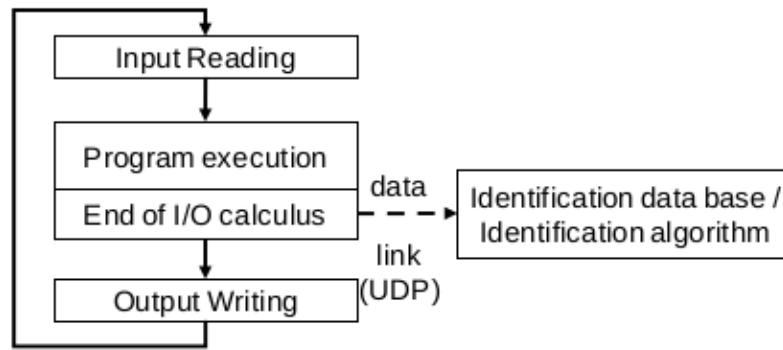 Input Reading
Program execution
End of I/O calculus
data
link
(UDP)
Identification data base /
Identification algorithm
Output Writing